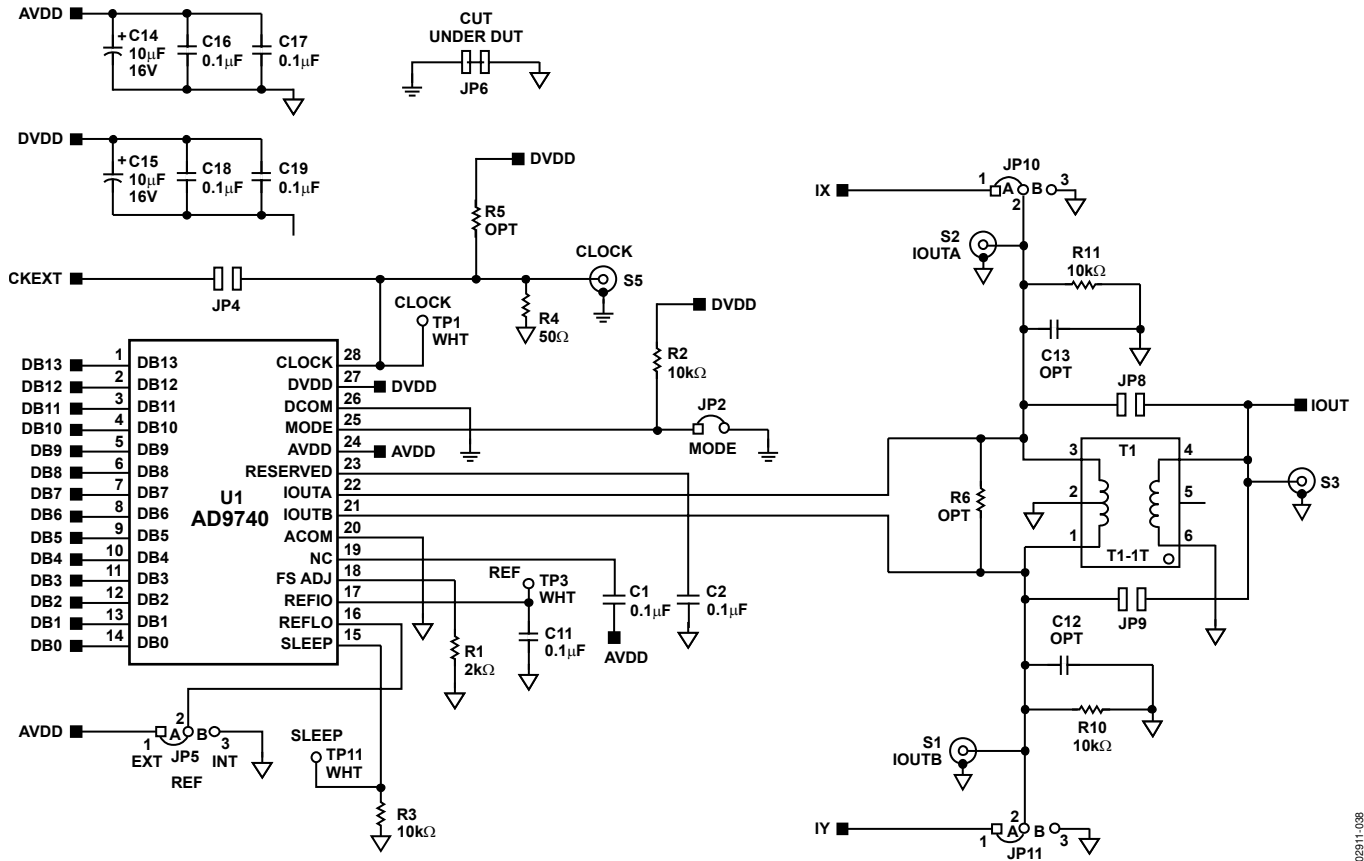 AVDD
+
C14
10µF
16V
C16
0.1µF
C17
0.1µF
CUT
UNDER DUT
JP6
DVDD
+
C15
10µF
16V
C18
0.1µF
C19
0.1µF
DVDD
R5
OPT
CKEXT
JP4
CLOCK
S5
CLOCK
TP1
WHT
R4
50Ω
DVDD
R2
10kΩ
JP2
MODE
DB13 1 DB13
DB12 2 DB12
DB11 3 DB11
DB10 4 DB10
DB9 5 DB9
DB8 6 DB8
DB7 7 DB7
DB6 8 DB6
DB5 9 DB5
DB4 10 DB4
DB3 11 DB3
DB2 12 DB2
DB1 13 DB1
DB0 14 DB0
U1
AD9740
CLOCK 28
DVDD 27 DVDD
DCOM 26
MODE 25
AVDD 24 AVDD
RESERVED 23
IOUTA 22
IOUTB 21
ACOM 20
NC 19
FS ADJ 18
REFIO 17
REFLO 16
SLEEP 15
REF
TP3
WHT
C1
0.1µF
AVDD
C2
0.1µF
C11
0.1µF
R1
2kΩ
AVDD
1 2 3
A B
EXT JP5 INT
REF
SLEEP
TP11
WHT
R3
10kΩ
JP10
IX
1 A B 3
2
S2
IOUTA
R11
10kΩ
C13
OPT
JP8
IOUT
R6
OPT
3 T1 4
2 5
1 6
T1-1T
S3
JP9
C12
OPT
R10
10kΩ
S1
IOUTB
IY
2
1 A B 3
JP11
02911-038